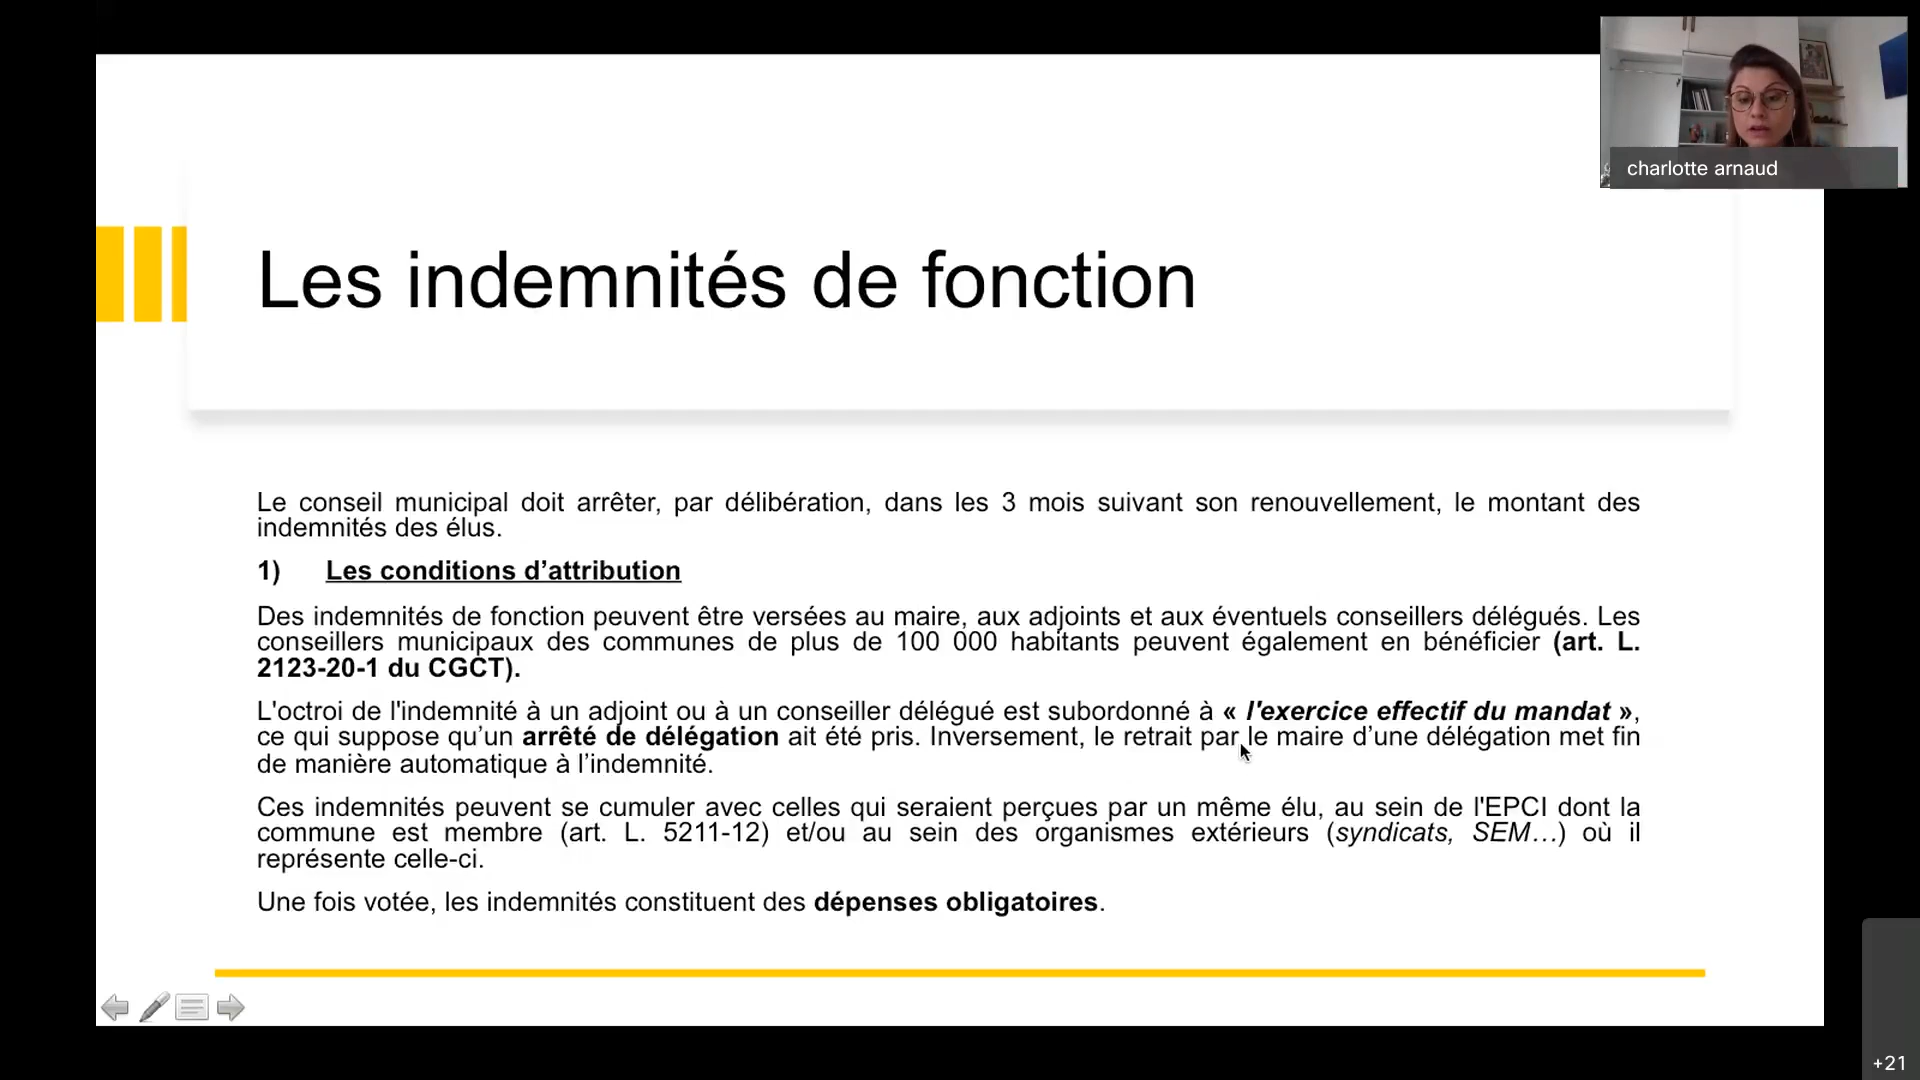 charlotte arnaud
Les indemnités de fonction
Le conseil municipal doit arrêter, par délibération, dans les 3 mois suivant son renouvellement, le montant des
indemnités des élus.
1) Les conditions d’attribution
Des indemnités de fonction peuvent être versées au maire, aux adjoints et aux éventuels conseillers délégués. Les
conseillers municipaux des communes de plus de 100 000 habitants peuvent également en bénéficier (art. L.
2123-20-1 du CGCT).
L'octroi de l'indemnité à un adjoint ou à un conseiller délégué est subordonné à « l'exercice effectif du mandat »,
ce qui suppose qu’un arrêté de délégation ait été pris. Inversement, le retrait par le maire d’une délégation met fin
de manière automatique à l’indemnité.
Ces indemnités peuvent se cumuler avec celles qui seraient perçues par un même élu, au sein de l'EPCI dont la
commune est membre (art. L. 5211-12) et/ou au sein des organismes extérieurs (syndicats, SEM…) où il
représente celle-ci.
Une fois votée, les indemnités constituent des dépenses obligatoires.
+21